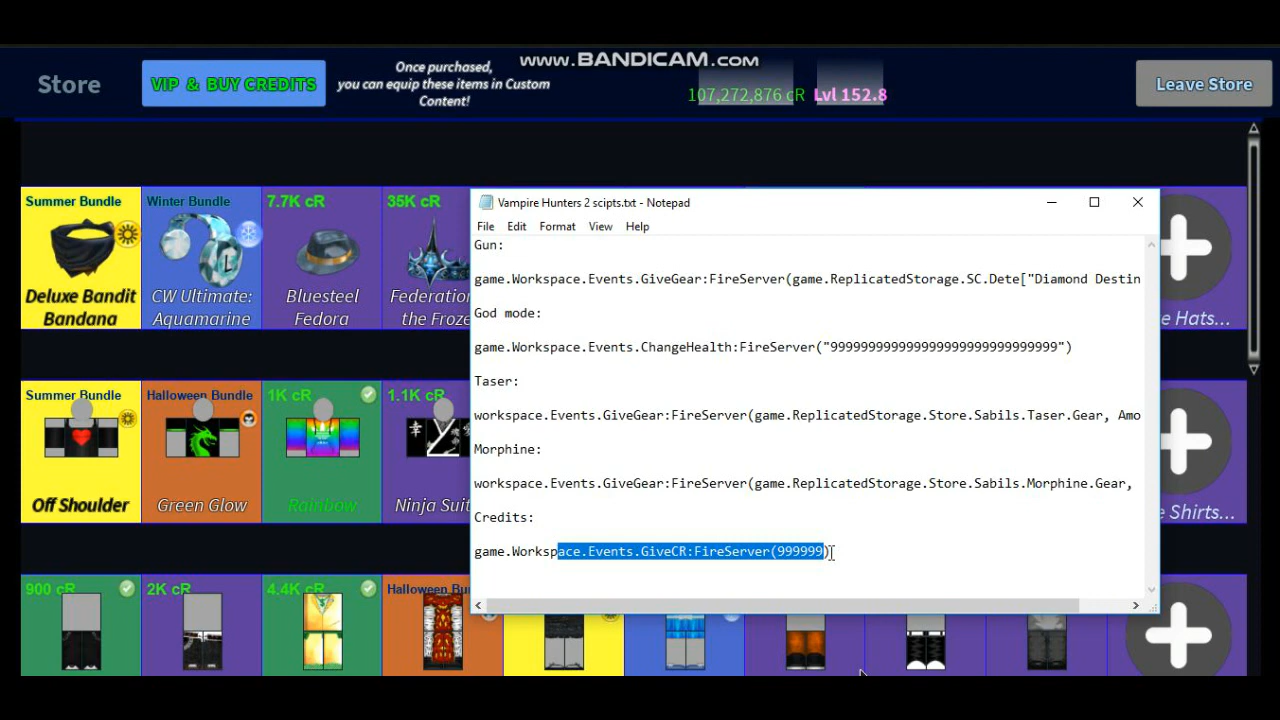 www.BANDICAM.com
Store
VIP & BUY CREDITS
Once purchased,
you can equip these items in Custom
Content!
107,272,876 cR
Lvl 152.8
Leave Store
Summer Bundle
Deluxe Bandit
Bandana
Winter Bundle
CW Ultimate:
Aquamarine
7.7K cR
Bluesteel
Fedora
35K cR
Federation
the Froze
Hats...
Vampire Hunters 2 scipts.txt - Notepad
File Edit Format View Help
Gun:
game.Workspace.Events.GiveGear:FireServer(game.ReplicatedStorage.SC.Dete["Diamond Destin
God mode:
game.Workspace.Events.ChangeHealth:FireServer("999999999999999999999999999999")
Taser:
workspace.Events.GiveGear:FireServer(game.ReplicatedStorage.Store.Sabils.Taser.Gear, Amo
Morphine:
workspace.Events.GiveGear:FireServer(game.ReplicatedStorage.Store.Sabils.Morphine.Gear,
Credits:
game.Workspace.Events.GiveCR:FireServer(999999)
Summer Bundle
Off Shoulder
Halloween Bundle
Green Glow
1K cR
Rainbow
1.1K cR
Ninja Suit
Shirts...
900 cR
2K cR
4.4K cR
Halloween Bu